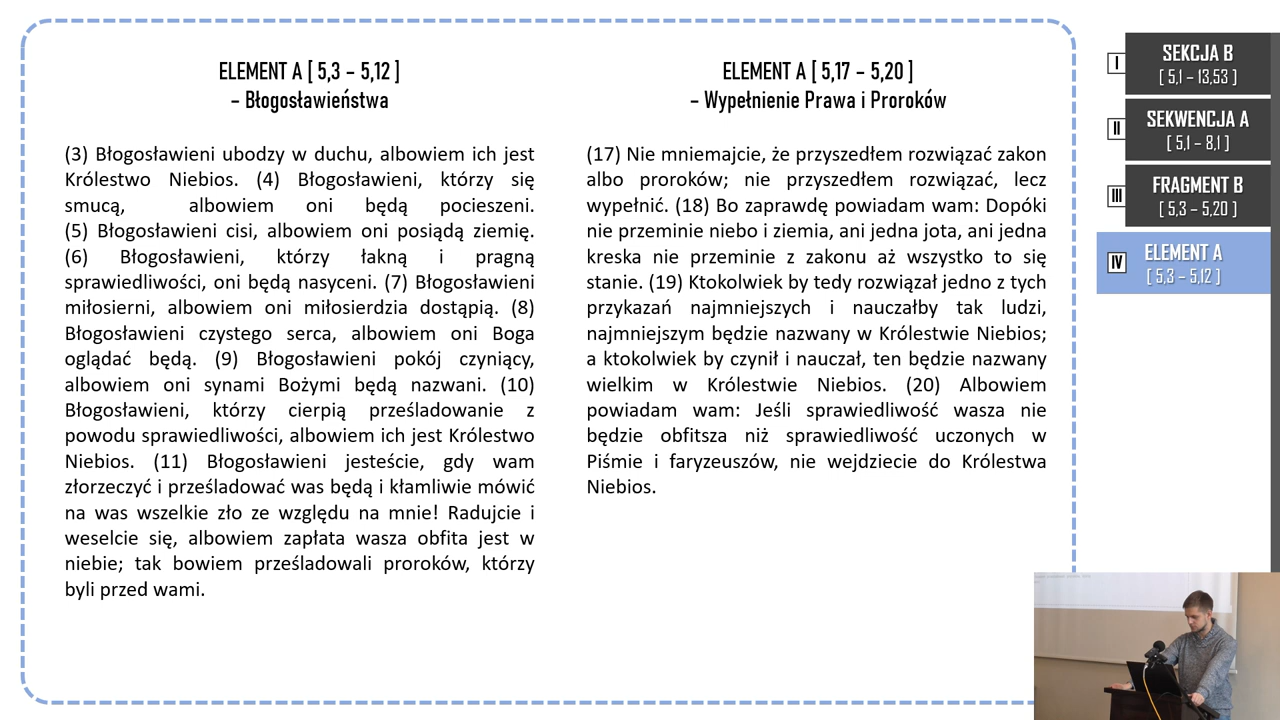 ELEMENT A [ 5,3 – 5,12 ]
– Błogosławieństwa
(3) Błogosławieni ubodzy w duchu, albowiem ich jest
Królestwo Niebios. (4) Błogosławieni, którzy się
smucą, albowiem oni będą pocieszeni.
(5) Błogosławieni cisi, albowiem oni posiądą ziemię.
(6) Błogosławieni, którzy łakną i pragną
sprawiedliwości, oni będą nasyceni. (7) Błogosławieni
miłosierni, albowiem oni miłosierdzia dostąpią. (8)
Błogosławieni czystego serca, albowiem oni Boga
oglądać będą. (9) Błogosławieni pokój czyniący,
albowiem oni synami Bożymi będą nazwani. (10)
Błogosławieni, którzy cierpią prześladowanie z
powodu sprawiedliwości, albowiem ich jest Królestwo
Niebios. (11) Błogosławieni jesteście, gdy wam
złorzeczyć i prześladować was będą i kłamliwie mówić
na was wszelkie zło ze względu na mnie! Radujcie i
weselcie się, albowiem zapłata wasza obfita jest w
niebie; tak bowiem prześladowali proroków, którzy
byli przed wami.
ELEMENT A [ 5,17 – 5,20 ]
– Wypełnienie Prawa i Proroków
(17) Nie mniemajcie, że przyszedłem rozwiązać zakon
albo proroków; nie przyszedłem rozwiązać, lecz
wypełnić. (18) Bo zaprawdę powiadam wam: Dopóki
nie przeminie niebo i ziemia, ani jedna jota, ani jedna
kreska nie przeminie z zakonu aż wszystko to się
stanie. (19) Ktokolwiek by tedy rozwiązał jedno z tych
przykazań najmniejszych i nauczałby tak ludzi,
najmniejszym będzie nazwany w Królestwie Niebios;
a ktokolwiek by czynił i nauczał, ten będzie nazwany
wielkim w Królestwie Niebios. (20) Albowiem
powiadam wam: Jeśli sprawiedliwość wasza nie
będzie obfitsza niż sprawiedliwość uczonych w
Piśmie i faryzeuszów, nie wejdziecie do Królestwa
Niebios.
I SEKCJA B
[ 5,1 – 13,53 ]
II SEKWENCJA A
[ 5,1 – 8,1 ]
III FRAGMENT B
[ 5,3 – 5,20 ]
IV ELEMENT A
[ 5,3 – 5,12 ]